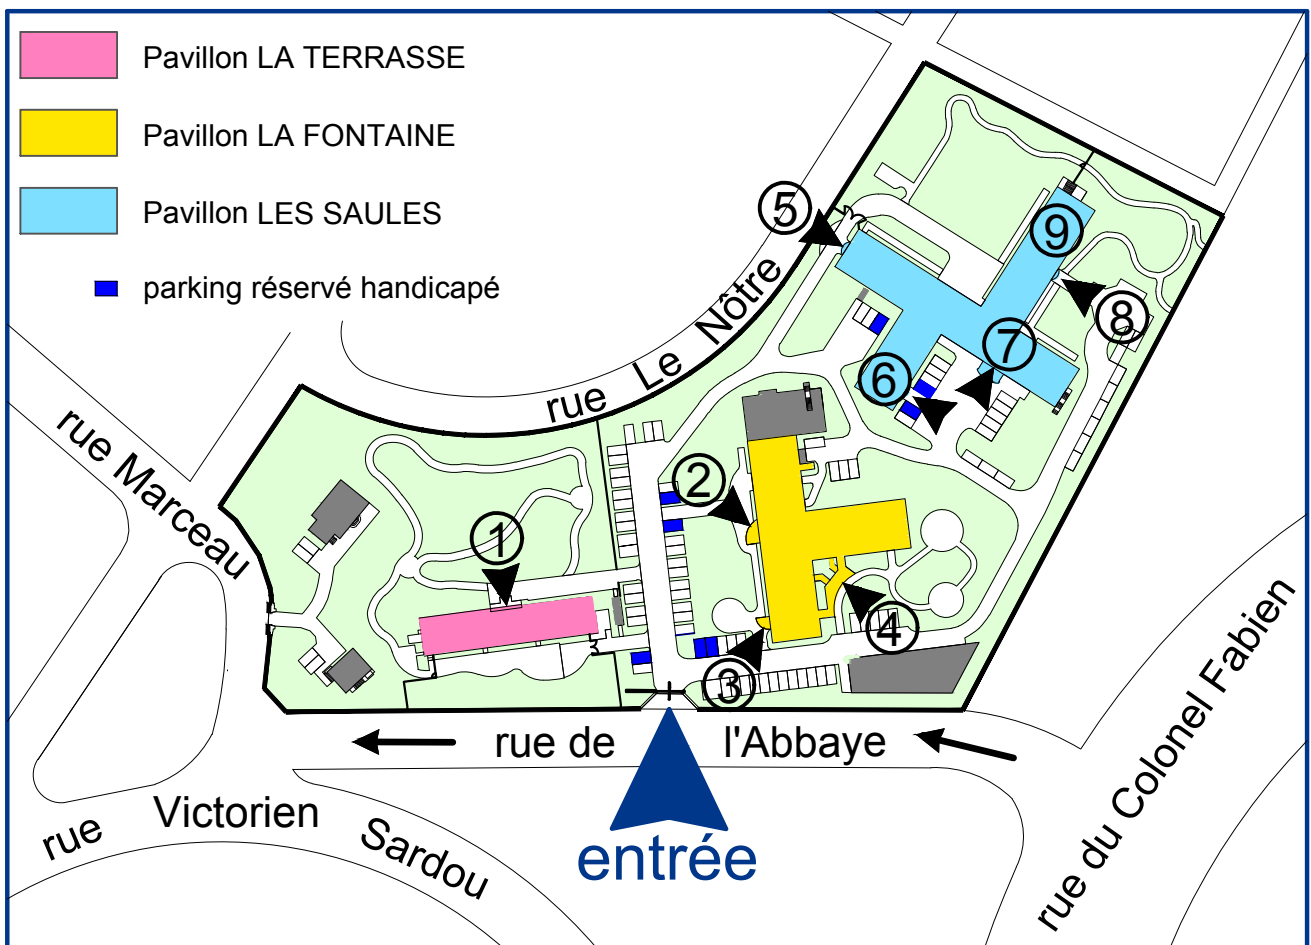 Pavillon LA TERRASSE
Pavillon LA FONTAINE
Pavillon LES SAULES
parking réservé handicapé
5
9
8
7
6
rue Le Nôtre
rue Marceau
2
1
4
3
rue de l'Abbaye
rue du Colonel Fabien
rue Victorien Sardou
entrée